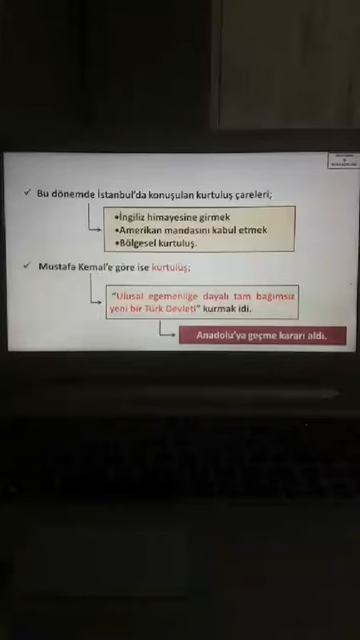 ✓ Bu dönemde İstanbul'da konuşulan kurtuluş çareleri;
•İngiliz himayesine girmek
•Amerikan mandasını kabul etmek
•Bölgesel kurtuluş.
✓ Mustafa Kemal'e göre ise kurtuluş;
"Ulusal egemenliğe dayalı tam bağımsız
yeni bir Türk Devleti" kurmak idi.
Anadolu'ya geçme kararı aldı.